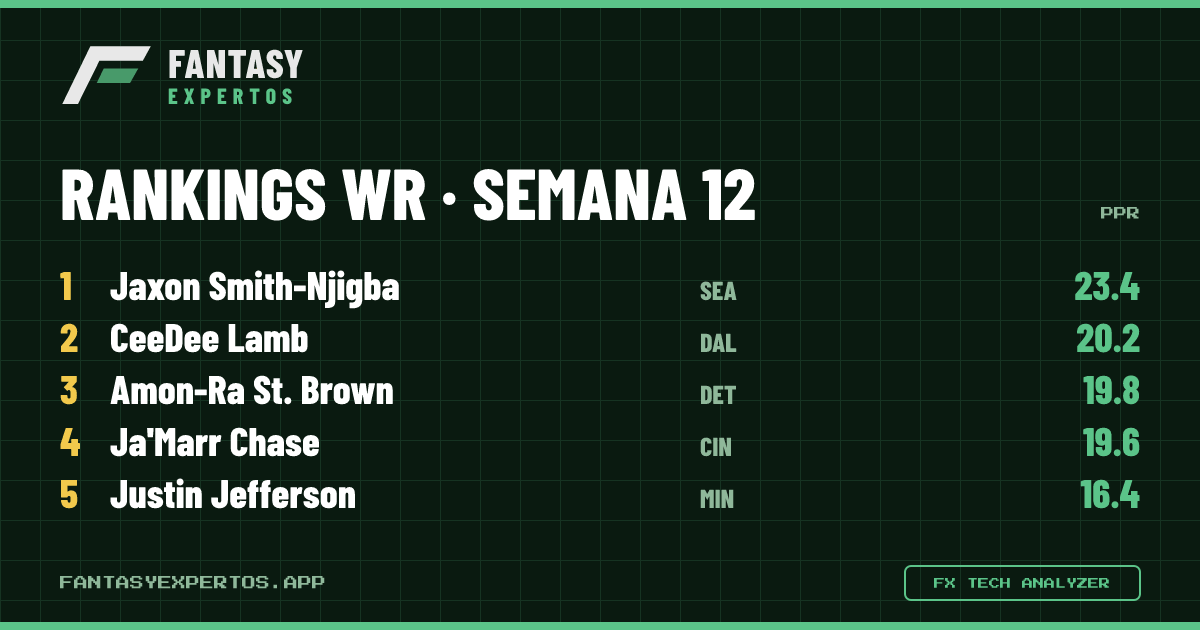 FANTASY
EXPERTOS
RANKINGS WR · SEMANA 12
PPR
1 Jaxon Smith-Njigba SEA 23.4
2 CeeDee Lamb DAL 20.2
3 Amon-Ra St. Brown DET 19.8
4 Ja'Marr Chase CIN 19.6
5 Justin Jefferson MIN 16.4
FANTASYEXPERTOS.APP
FX TECH ANALYZER